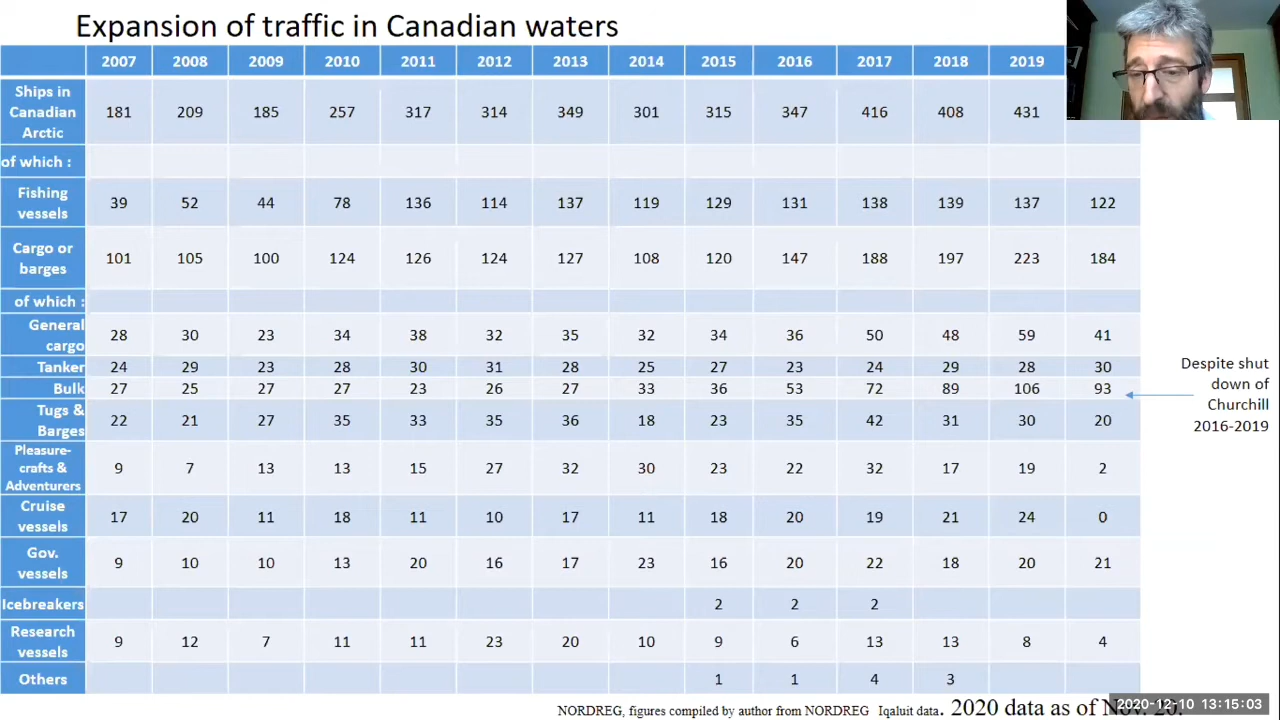 Expansion of traffic in Canadian waters
2007 2008 2009 2010 2011 2012 2013 2014 2015 2016 2017 2018 2019
Ships in
Canadian
Arctic
181 209 185 257 317 314 349 301 315 347 416 408 431
of which :
Fishing
vessels
39 52 44 78 136 114 137 119 129 131 138 139 137 122
Cargo or
barges
101 105 100 124 126 124 127 108 120 147 188 197 223 184
of which :
General
cargo
28 30 23 34 38 32 35 32 34 36 50 48 59 41
Tanker 24 29 23 28 30 31 28 25 27 23 24 29 28 30
Bulk 27 25 27 27 23 26 27 33 36 53 72 89 106 93
Tugs &
Barges
22 21 27 35 33 35 36 18 23 35 42 31 30 20
Pleasure-
crafts &
Adventurers
9 7 13 13 15 27 32 30 23 22 32 17 19 2
Cruise
vessels
17 20 11 18 11 10 17 11 18 20 19 21 24 0
Gov.
vessels
9 10 10 13 20 16 17 23 16 20 22 18 20 21
Icebreakers 2 2 2
Research
vessels
9 12 7 11 11 23 20 10 9 6 13 13 8 4
Others 1 1 4 3
Despite shut
down of
Churchill
2016-2019
NORDREG, figures compiled by author from NORDREG Iqaluit data. 2020 data as of Nov. 20.
2020-12-10 13:15:03